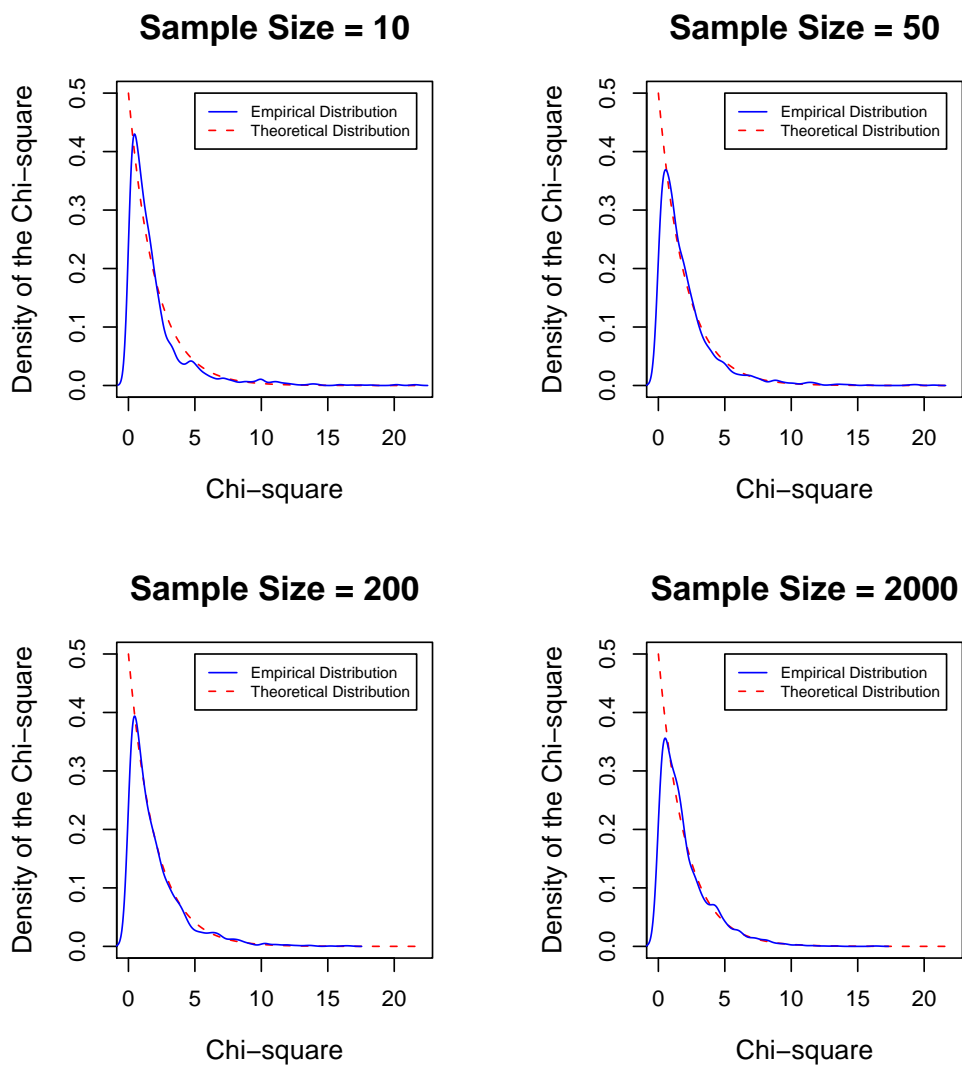 Sample Size = 10
Density of the Chi−square
0.0 0.1 0.2 0.3 0.4 0.5
Empirical Distribution
Theoretical Distribution
0 5 10 15 20
Chi−square
Sample Size = 50
Density of the Chi−square
0.0 0.1 0.2 0.3 0.4 0.5
Empirical Distribution
Theoretical Distribution
0 5 10 15 20
Chi−square
Sample Size = 200
Density of the Chi−square
0.0 0.1 0.2 0.3 0.4 0.5
Empirical Distribution
Theoretical Distribution
0 5 10 15 20
Chi−square
Sample Size = 2000
Density of the Chi−square
0.0 0.1 0.2 0.3 0.4 0.5
Empirical Distribution
Theoretical Distribution
0 5 10 15 20
Chi−square